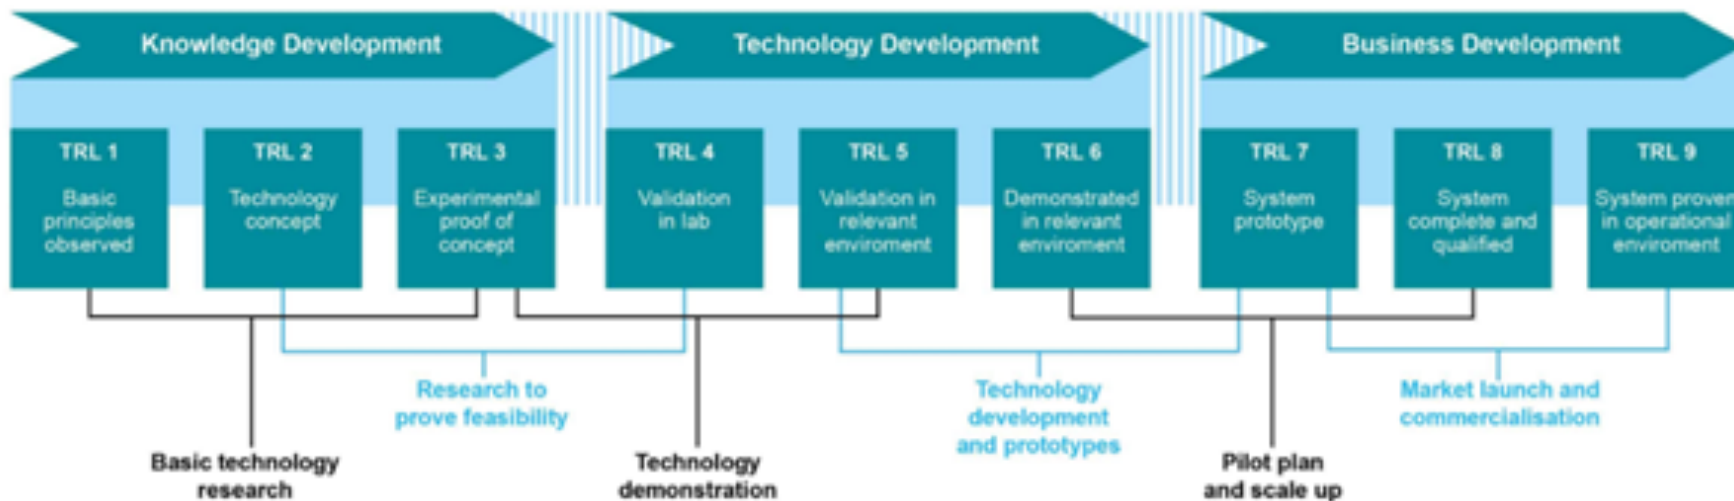 Knowledge Development
Technology Development
Business Development
TRL 1
Basic
principles
observed
TRL 2
Technology
concept
TRL 3
Experimental
proof of
concept
TRL 4
Validation
in lab
TRL 5
Validation in
relevant
enviroment
TRL 6
Demonstrated
in relevant
enviroment
TRL 7
System
prototype
TRL 8
System
complete and
qualified
TRL 9
System proven
in operational
enviroment
Research to
prove feasibility
Technology
development
and prototypes
Market launch and
commercialisation
Basic technology
research
Technology
demonstration
Pilot plan
and scale up